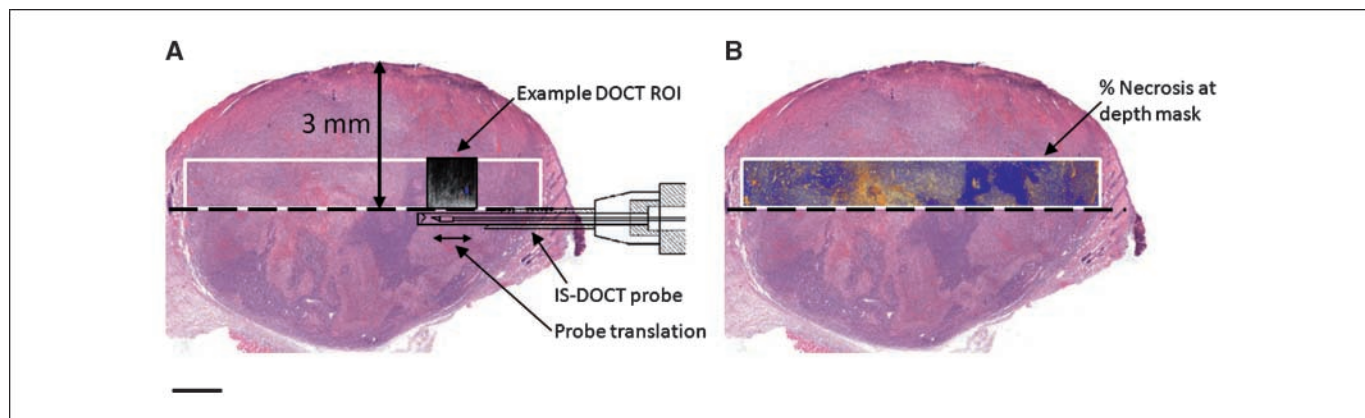 A
B
Example DOCT ROI
3 mm
% Necrosis at
depth mask
IS-DOCT probe
Probe translation